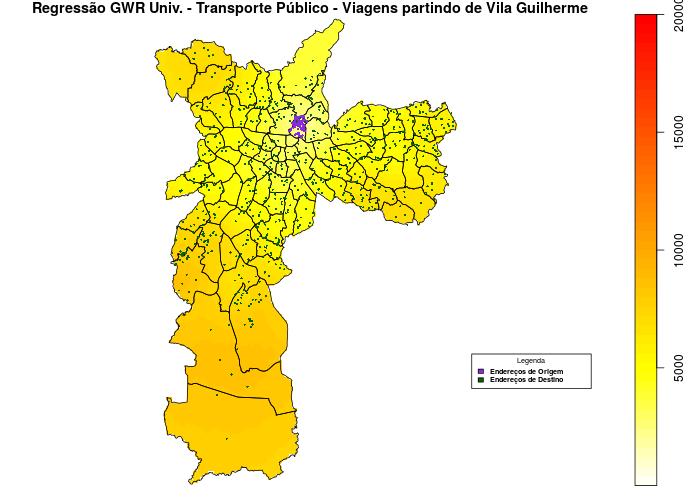 Regressão GWR Univ. - Transporte Público - Viagens partindo de Vila Guilherme
20000
15000
10000
5000
Legenda
Endereços de Origem
Endereços de Destino